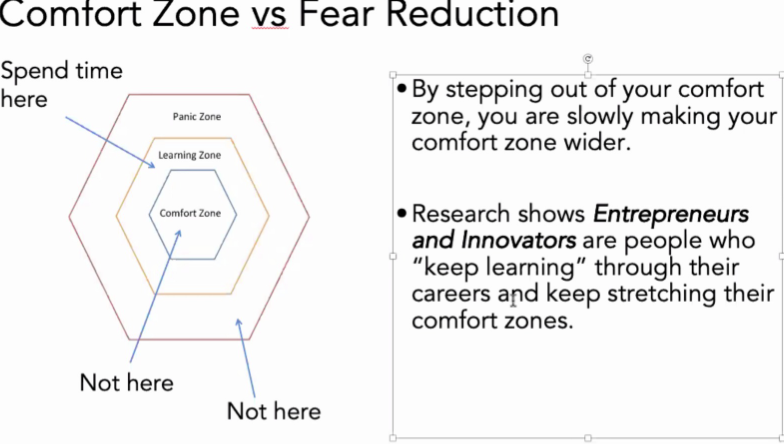 Comfort Zone vs Fear Reduction
Spend time
here
Panic Zone
Learning Zone
Comfort Zone
Not here
Not here
•By stepping out of your comfort
zone, you are slowly making your
comfort zone wider.
•Research shows Entrepreneurs
and Innovators are people who
“keep learning” through their
careers and keep stretching their
comfort zones.